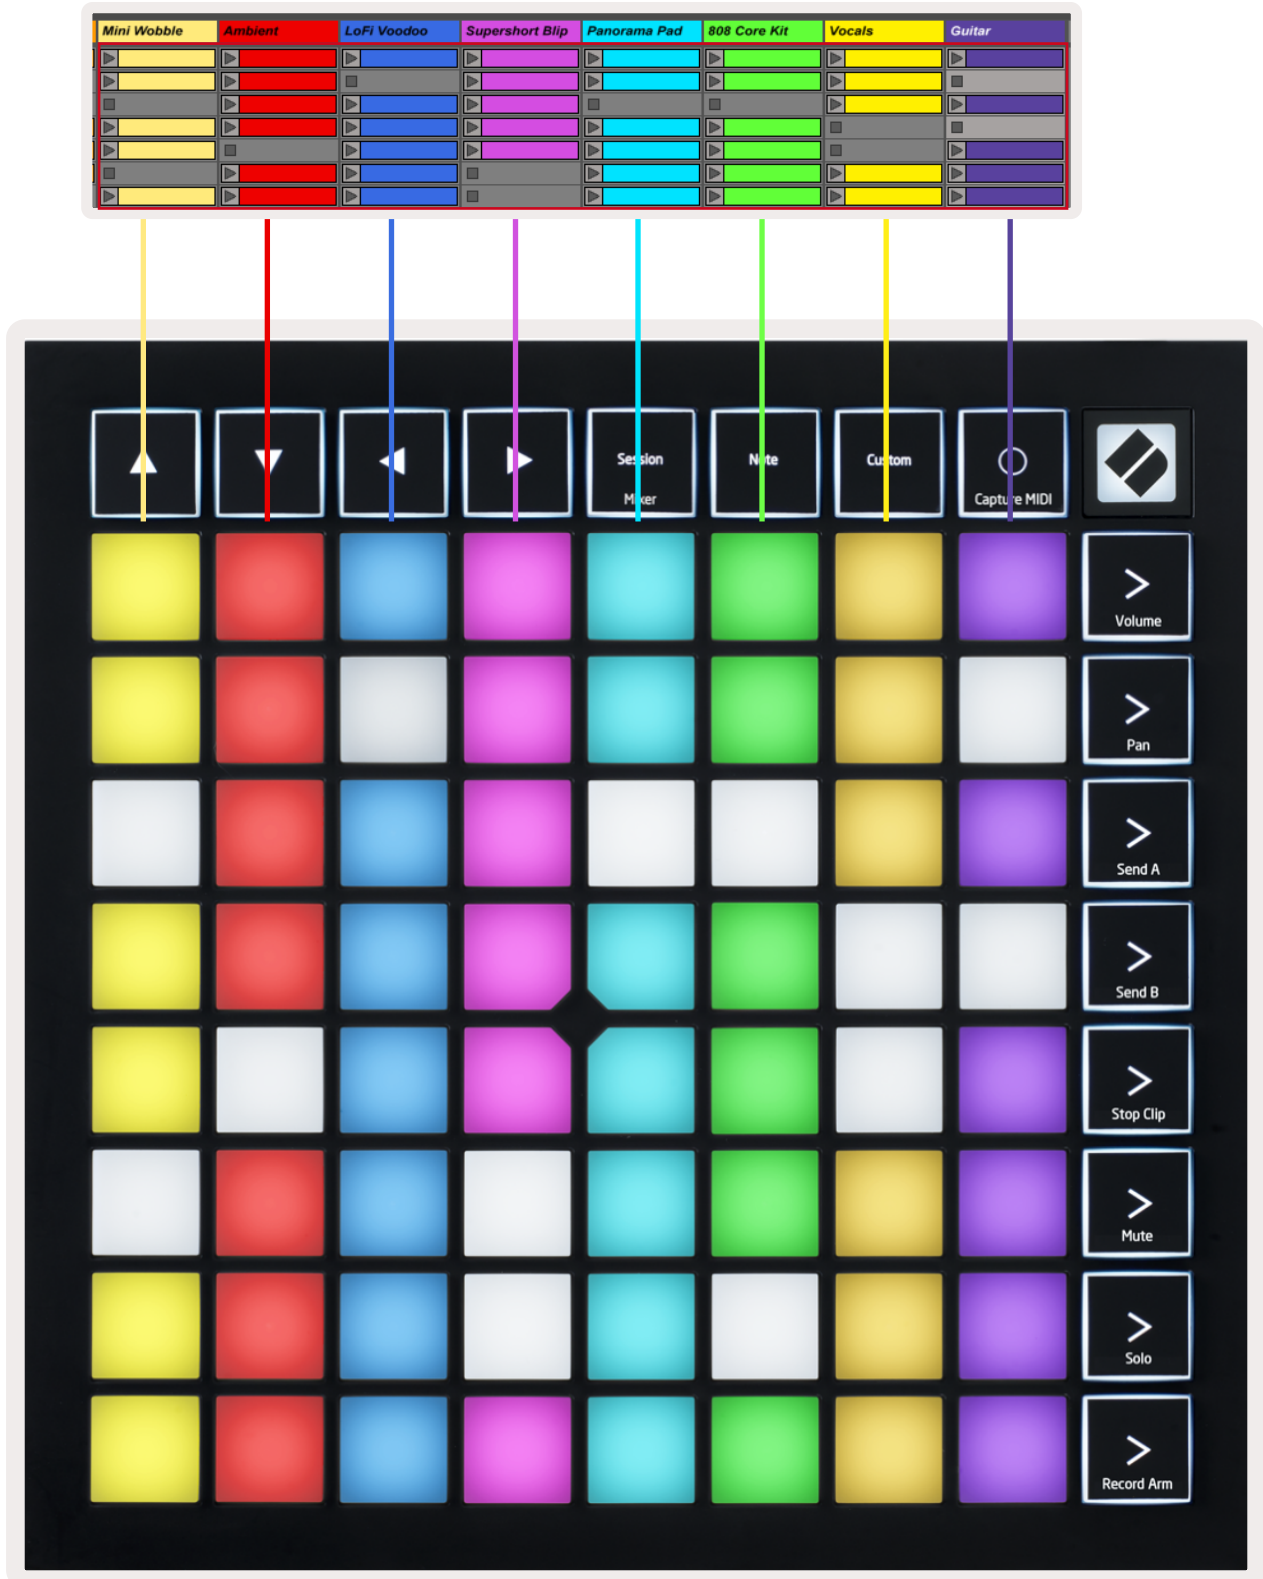 Mini Wobble Ambient LoFi Voodoo Supershort Blip Panorama Pad 808 Core Kit Vocals Guitar
Session Note Custom
Mixer Capture MIDI
Volume
Pan
Send A
Send B
Stop Clip
Mute
Solo
Record Arm